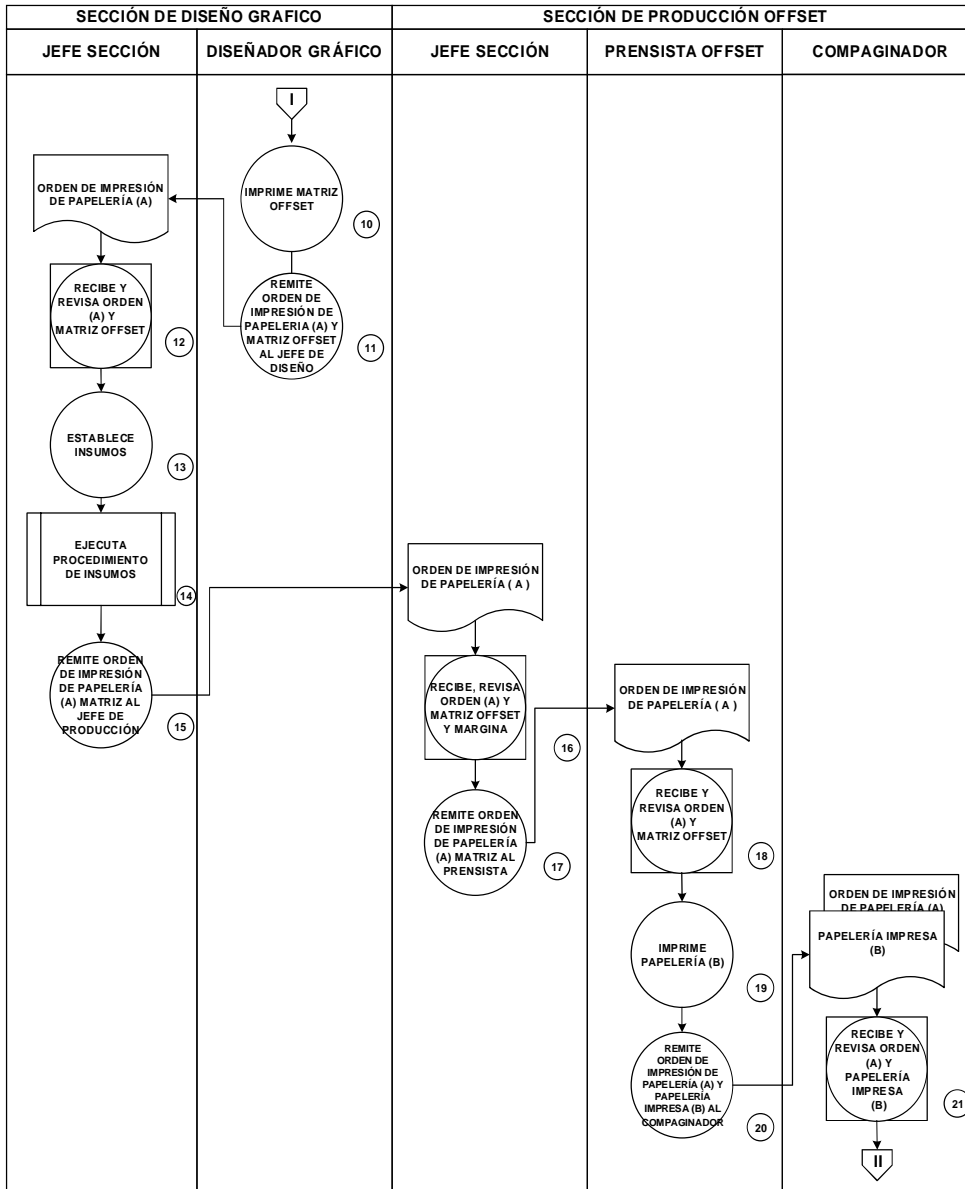 SECCIÓN DE DISEÑO GRAFICO
SECCIÓN DE PRODUCCIÓN OFFSET
JEFE SECCIÓN
DISEÑADOR GRÁFICO
JEFE SECCIÓN
PRENSISTA OFFSET
COMPAGINADOR
I
IMPRIME MATRIZ
OFFSET
10
REMITE
ORDEN DE
IMPRESIÓN DE
PAPELERIA (A) Y
MATRIZ OFFSET
AL JEFE DE
DISEÑO
11
ORDEN DE IMPRESIÓN
DE PAPELERÍA (A)
RECIBE Y
REVISA ORDEN
(A) Y
MATRIZ OFFSET
12
ESTABLECE
INSUMOS
13
EJECUTA
PROCEDIMIENTO
DE INSUMOS
14
REMITE ORDEN
DE IMPRESIÓN
DE PAPELERÍA
(A) MATRIZ AL
JEFE DE
PRODUCCIÓN
15
ORDEN DE IMPRESIÓN
DE PAPELERÍA ( A )
RECIBE, REVISA
ORDEN (A) Y
MATRIZ OFFSET
Y MARGINA
16
REMITE ORDEN
DE IMPRESIÓN
DE PAPELERÍA
(A) MATRIZ AL
PRENSISTA
17
ORDEN DE IMPRESIÓN
DE PAPELERÍA ( A )
RECIBE Y
REVISA ORDEN
(A) Y
MATRIZ OFFSET
18
IMPRIME
PAPELERÍA (B)
19
REMITE
ORDEN DE
IMPRESIÓN DE
PAPELERÍA (A) Y
PAPELERÍA
IMPRESA (B) AL
COMPAGINADOR
20
ORDEN DE IMPRESIÓN
DE PAPELERÍA (A)
PAPELERÍA IMPRESA
(B)
RECIBE Y
REVISA ORDEN
(A) Y
PAPELERÍA
IMPRESA
(B)
21
II